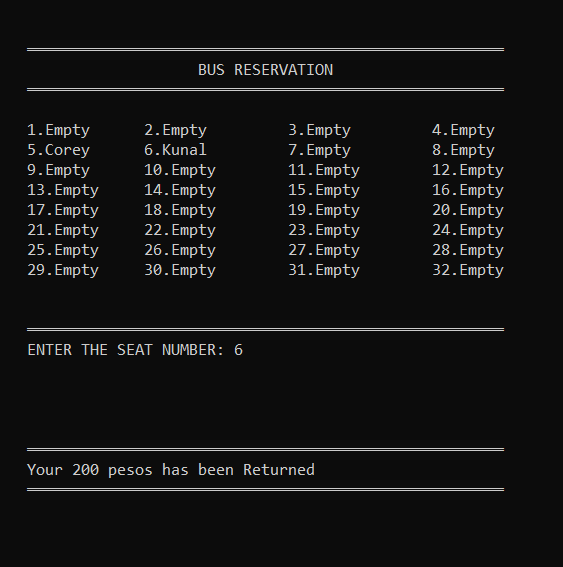 BUS RESERVATION
1.Empty 2.Empty 3.Empty 4.Empty
5.Corey 6.Kunal 7.Empty 8.Empty
9.Empty 10.Empty 11.Empty 12.Empty
13.Empty 14.Empty 15.Empty 16.Empty
17.Empty 18.Empty 19.Empty 20.Empty
21.Empty 22.Empty 23.Empty 24.Empty
25.Empty 26.Empty 27.Empty 28.Empty
29.Empty 30.Empty 31.Empty 32.Empty
ENTER THE SEAT NUMBER: 6
Your 200 pesos has been Returned